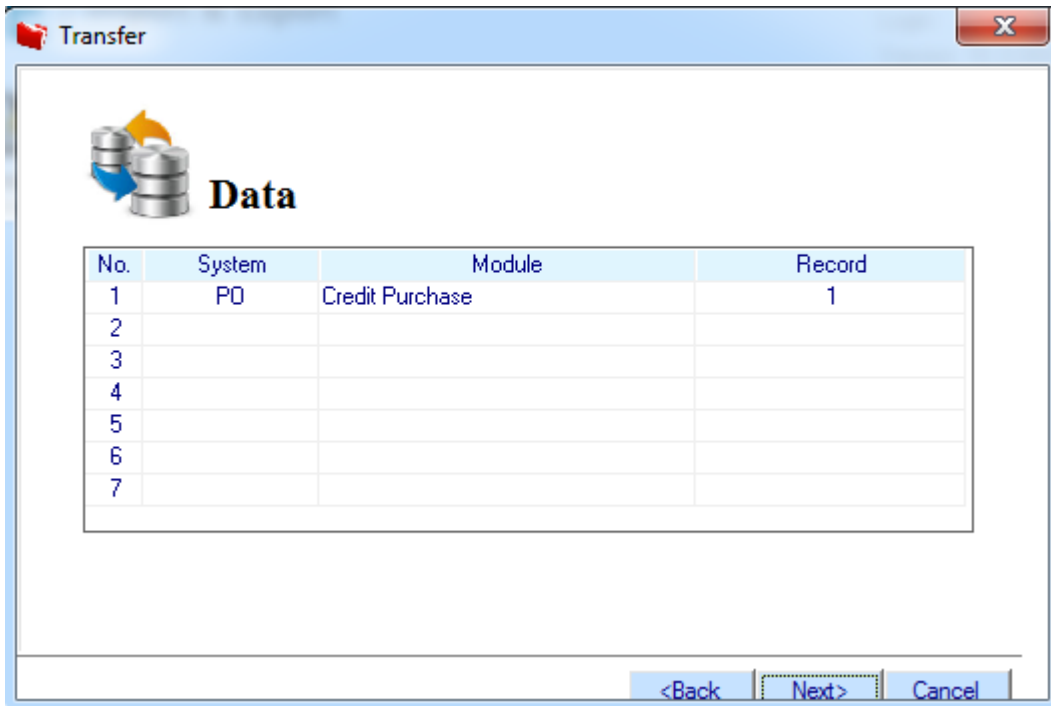 Transfer
Data
No. System Module Record
1 PO Credit Purchase 1
2
3
4
5
6
7
<Back Next> Cancel